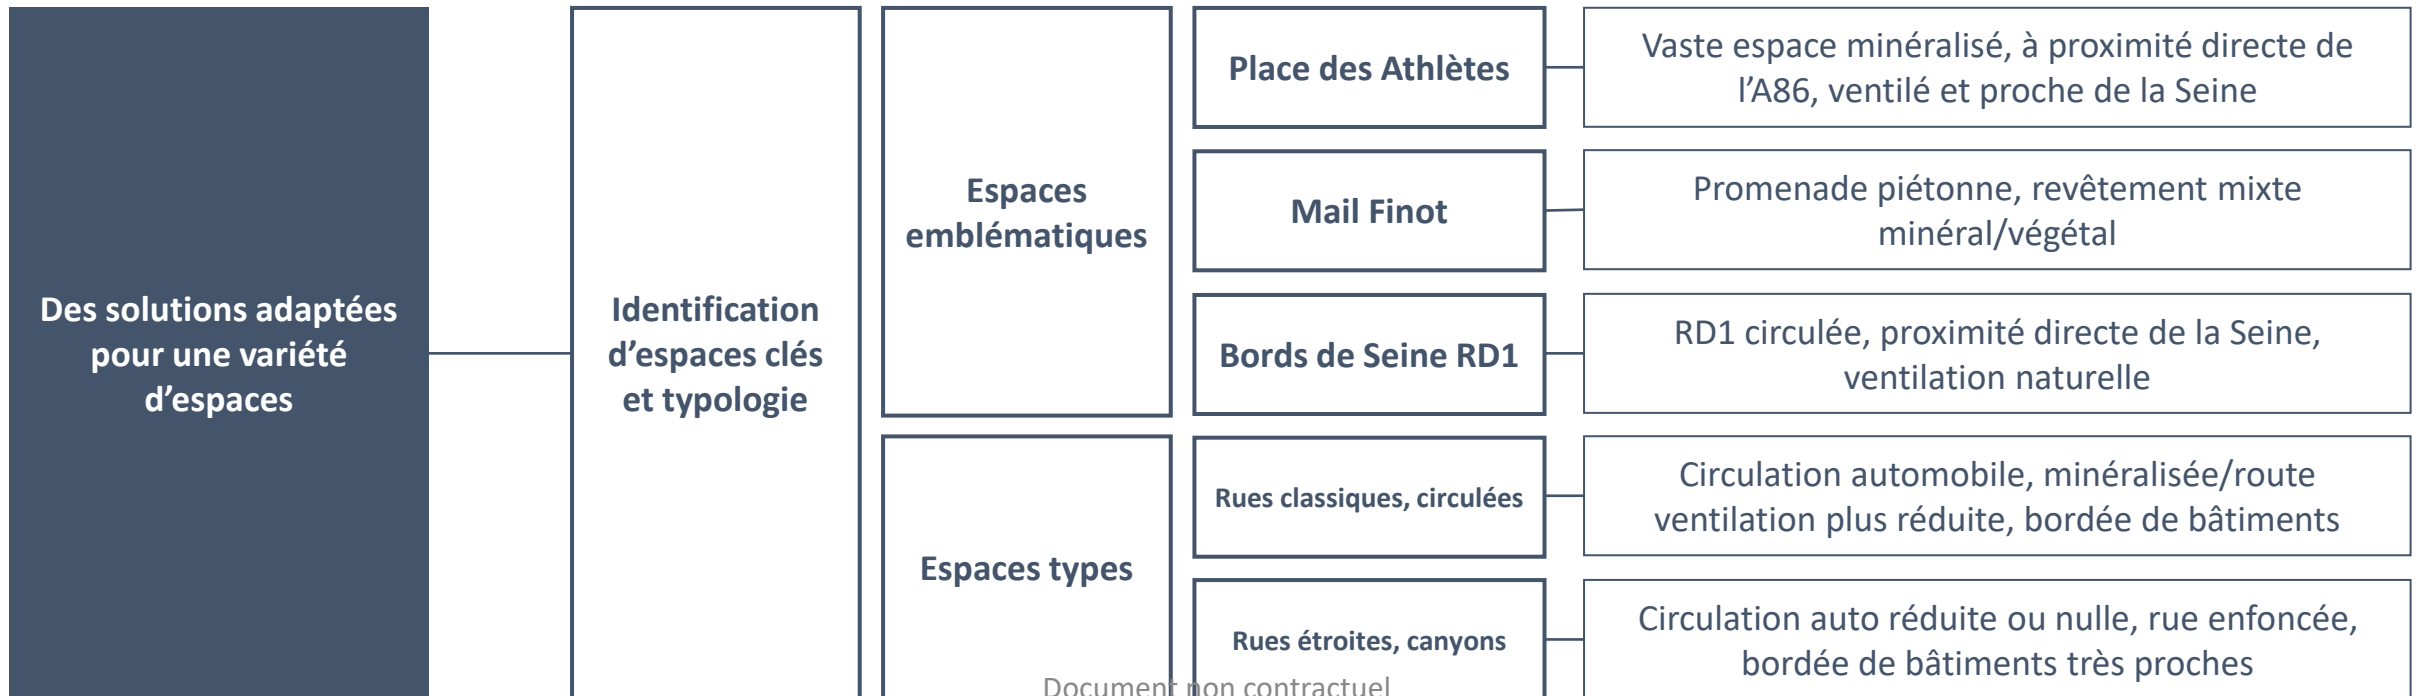 Des solutions adaptées
pour une variété
d’espaces
Identification
d’espaces clés
et typologie
Espaces
emblématiques
Place des Athlètes
Vaste espace minéralisé, à proximité directe de
l’A86, ventilé et proche de la Seine
Mail Finot
Promenade piétonne, revêtement mixte
minéral/végétal
Bords de Seine RD1
RD1 circulée, proximité directe de la Seine,
ventilation naturelle
Espaces types
Rues classiques, circulées
Circulation automobile, minéralisée/route
ventilation plus réduite, bordée de bâtiments
Rues étroites, canyons
Circulation auto réduite ou nulle, rue enfoncée,
bordée de bâtiments très proches
Document non contractuel